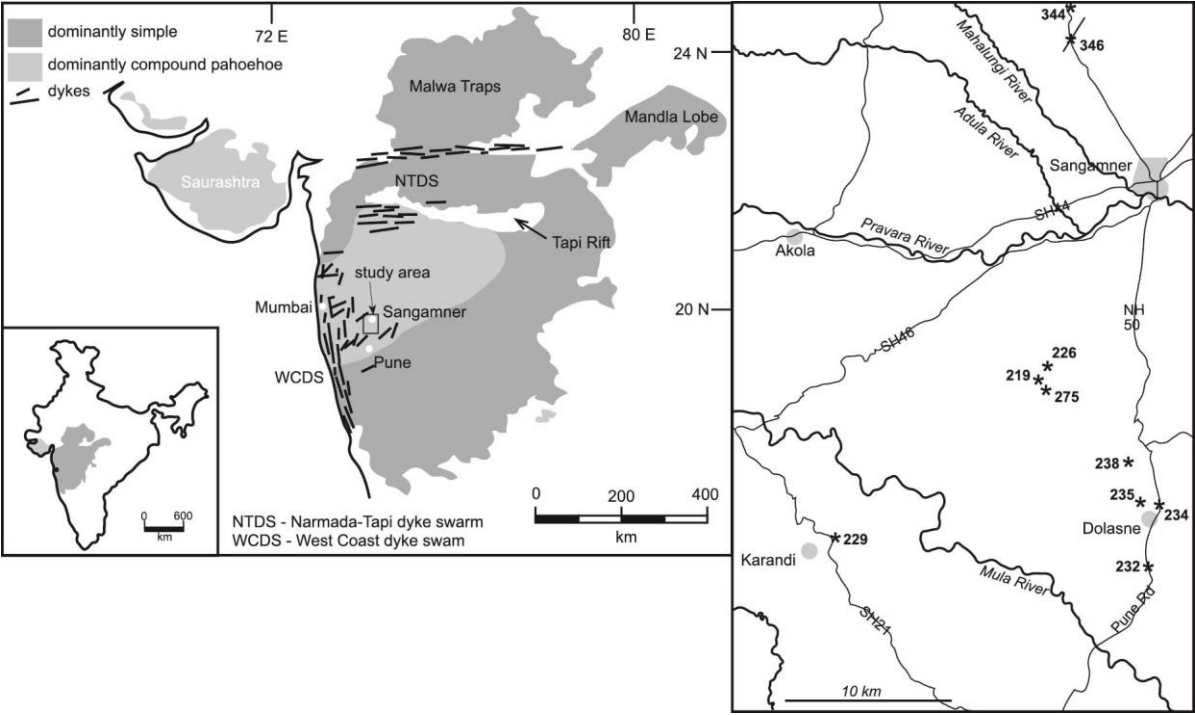 dominantly simple
dominantly compound pahoehoe
dykes
72 E
80 E
24 N
Malwa Traps
Mandla Lobe
Saurashtra
NTDS
Tapi Rift
study area
Mumbai
Sangamner
20 N
Pune
WCDS
0 200 400
km
NTDS - Narmada-Tapi dyke swarm
WCDS - West Coast dyke swam
0 600
km
344
346
Mahalungi River
Adula River
Sangamner
SH44
Pravara River
Akola
NH
50
SH46
226
219
275
238
235
234
Dolasne
229
Karandi
232
Mula River
Pune Rd
SH21
10 km